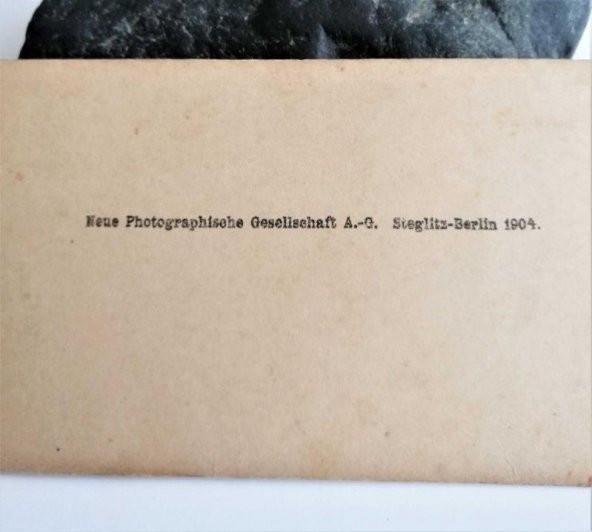 Neue Photographische Gesellschaft A.-G. Steglitz-Berlin 1904.